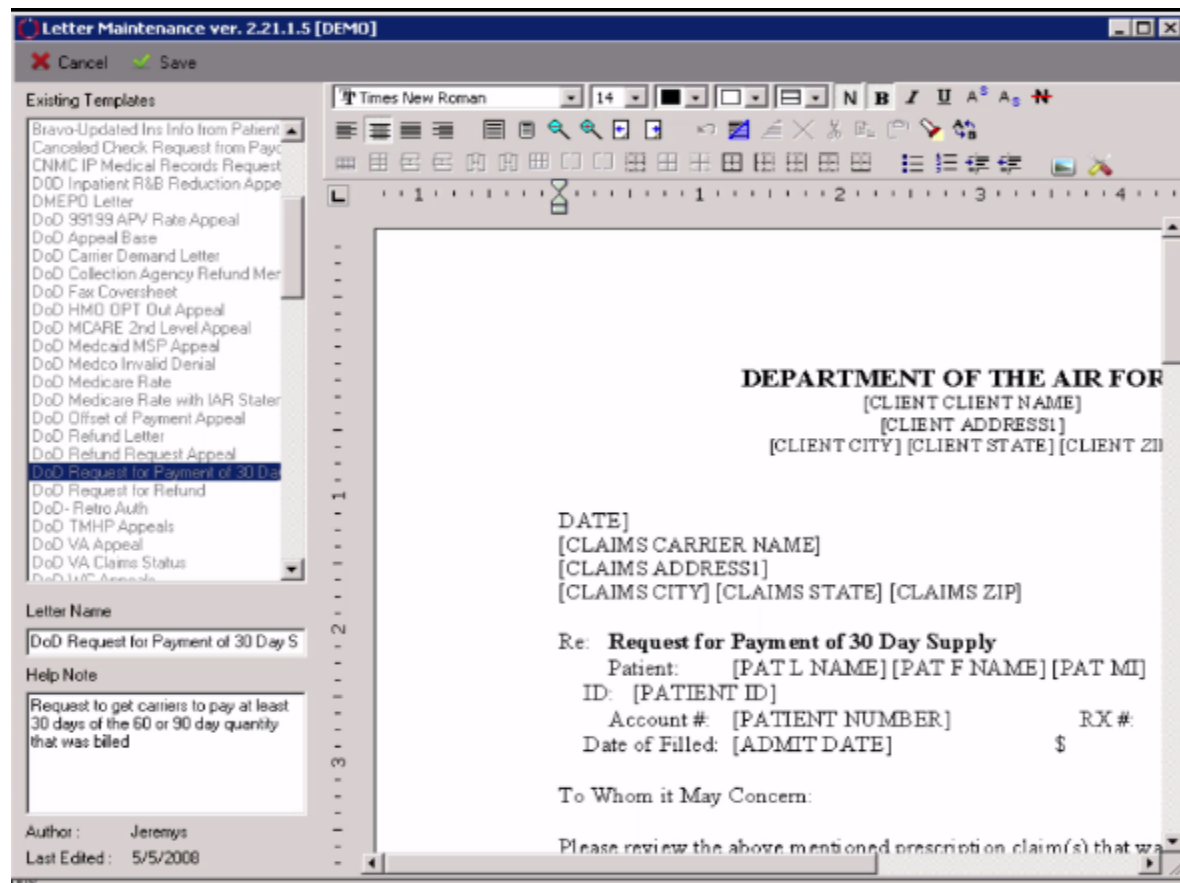 Letter Maintenance ver. 2.21.1.5 [DEMO]
Cancel Save
Existing Templates
Bravo-Updated Ins Info from Patient
Canceled Check Request from Payc
CNMC IP Medical Records Request
DOD Inpatient R&B Reduction Appe
DMEPO Letter
DoD 99199 APV Rate Appeal
DoD Appeal Base
DoD Carrier Demand Letter
DoD Collection Agency Refund Mer
DoD Fax Coversheet
DoD HMO OPT Out Appeal
DoD MCARE 2nd Level Appeal
DoD Medcaid MSP Appeal
DoD Medco Invalid Denial
DoD Medicare Rate
DoD Medicare Rate with IAR Stater
DoD Offset of Payment Appeal
DoD Refund Letter
DoD Refund Request Appeal
DoD Request for Payment of 30 Da
DoD Request for Refund
DoD- Retro Auth
DoD TMHP Appeals
DoD VA Appeal
DoD VA Claims Status
DoD W/C Appeals
Letter Name
DoD Request for Payment of 30 Day S
Help Note
Request to get carriers to pay at least
30 days of the 60 or 90 day quantity
that was billed
Author : Jeremys
Last Edited : 5/5/2008
Times New Roman 14 N B I U A S A S N
1 1 2 3 4
1
2
3
DEPARTMENT OF THE AIR FOR
[CLIENT CLIENT NAME]
[CLIENT ADDRESS1]
[CLIENT CITY] [CLIENT STATE] [CLIENT ZI
DATE]
[CLAIMS CARRIER NAME]
[CLAIMS ADDRESS1]
[CLAIMS CITY] [CLAIMS STATE] [CLAIMS ZIP]
Re: Request for Payment of 30 Day Supply
Patient: [PAT L NAME] [PAT F NAME] [PAT MI]
ID: [PATIENT ID]
Account #: [PATIENT NUMBER] RX #:
Date of Filled: [ADMIT DATE] $
To Whom it May Concern:
Please review the above mentioned prescription claim(s) that wa